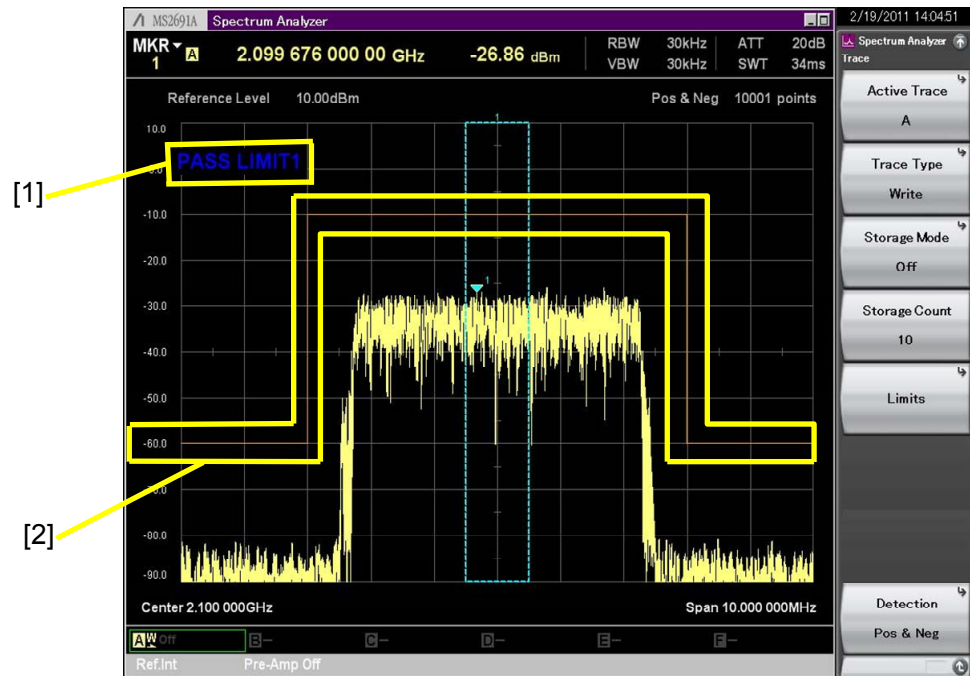 MS2691A Spectrum Analyzer
2/19/2011 14:04:51
MKR 1 A 2.099 676 000 00 GHz -26.86 dBm
RBW 30kHz ATT 20dB
VBW 30kHz SWT 34ms
Spectrum Analyzer
Trace
Reference Level 10.00dBm Pos & Neg 10001 points
Active Trace
A
Trace Type
Write
Storage Mode
Off
Storage Count
10
Limits
Detection
Pos & Neg
[1]
PASS LIMIT1
[2]
1
1
10.0
-10.0
-20.0
-30.0
-40.0
-50.0
-60.0
-80.0
-90.0
Center 2.100 000GHz Span 10.000 000MHz
A W Off B- C- D- E- F-
Ref.Int Pre-Amp Off